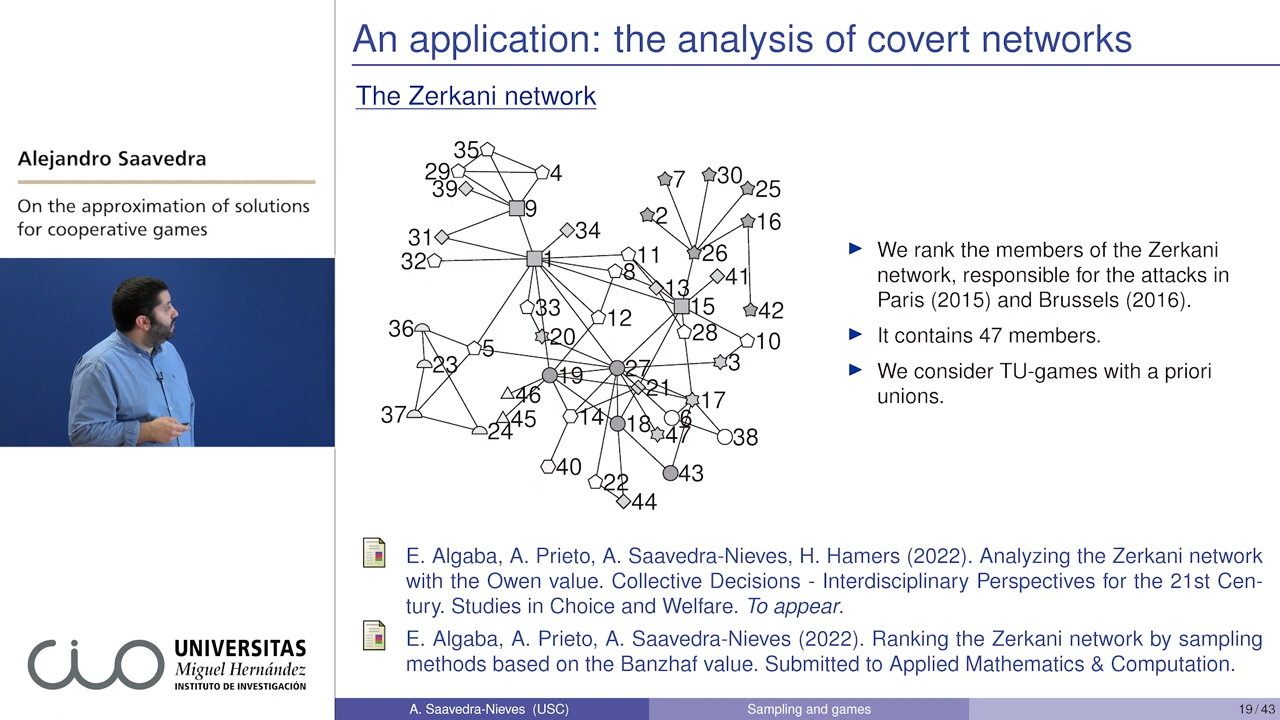 An application: the analysis of covert networks
The Zerkani network
Alejandro Saavedra
On the approximation of solutions
for cooperative games
35
29
4
39
9
31
34
32
1
11
8
7
30
25
2
16
26
41
13
15
42
33
12
20
28
10
36
5
23
3
19
27
21
46
17
37
45
24
14
18
6
47
38
40
22
43
44
We rank the members of the Zerkani
network, responsible for the attacks in
Paris (2015) and Brussels (2016).
It contains 47 members.
We consider TU-games with a priori
unions.
E. Algaba, A. Prieto, A. Saavedra-Nieves, H. Hamers (2022). Analyzing the Zerkani network
with the Owen value. Collective Decisions - Interdisciplinary Perspectives for the 21st Cen-
tury. Studies in Choice and Welfare. To appear.
E. Algaba, A. Prieto, A. Saavedra-Nieves (2022). Ranking the Zerkani network by sampling
methods based on the Banzhaf value. Submitted to Applied Mathematics & Computation.
CIO
UNIVERSITAS
Miguel Hernández
INSTITUTO DE INVESTIGACIÓN
A. Saavedra-Nieves (USC)
Sampling and games
19 / 43